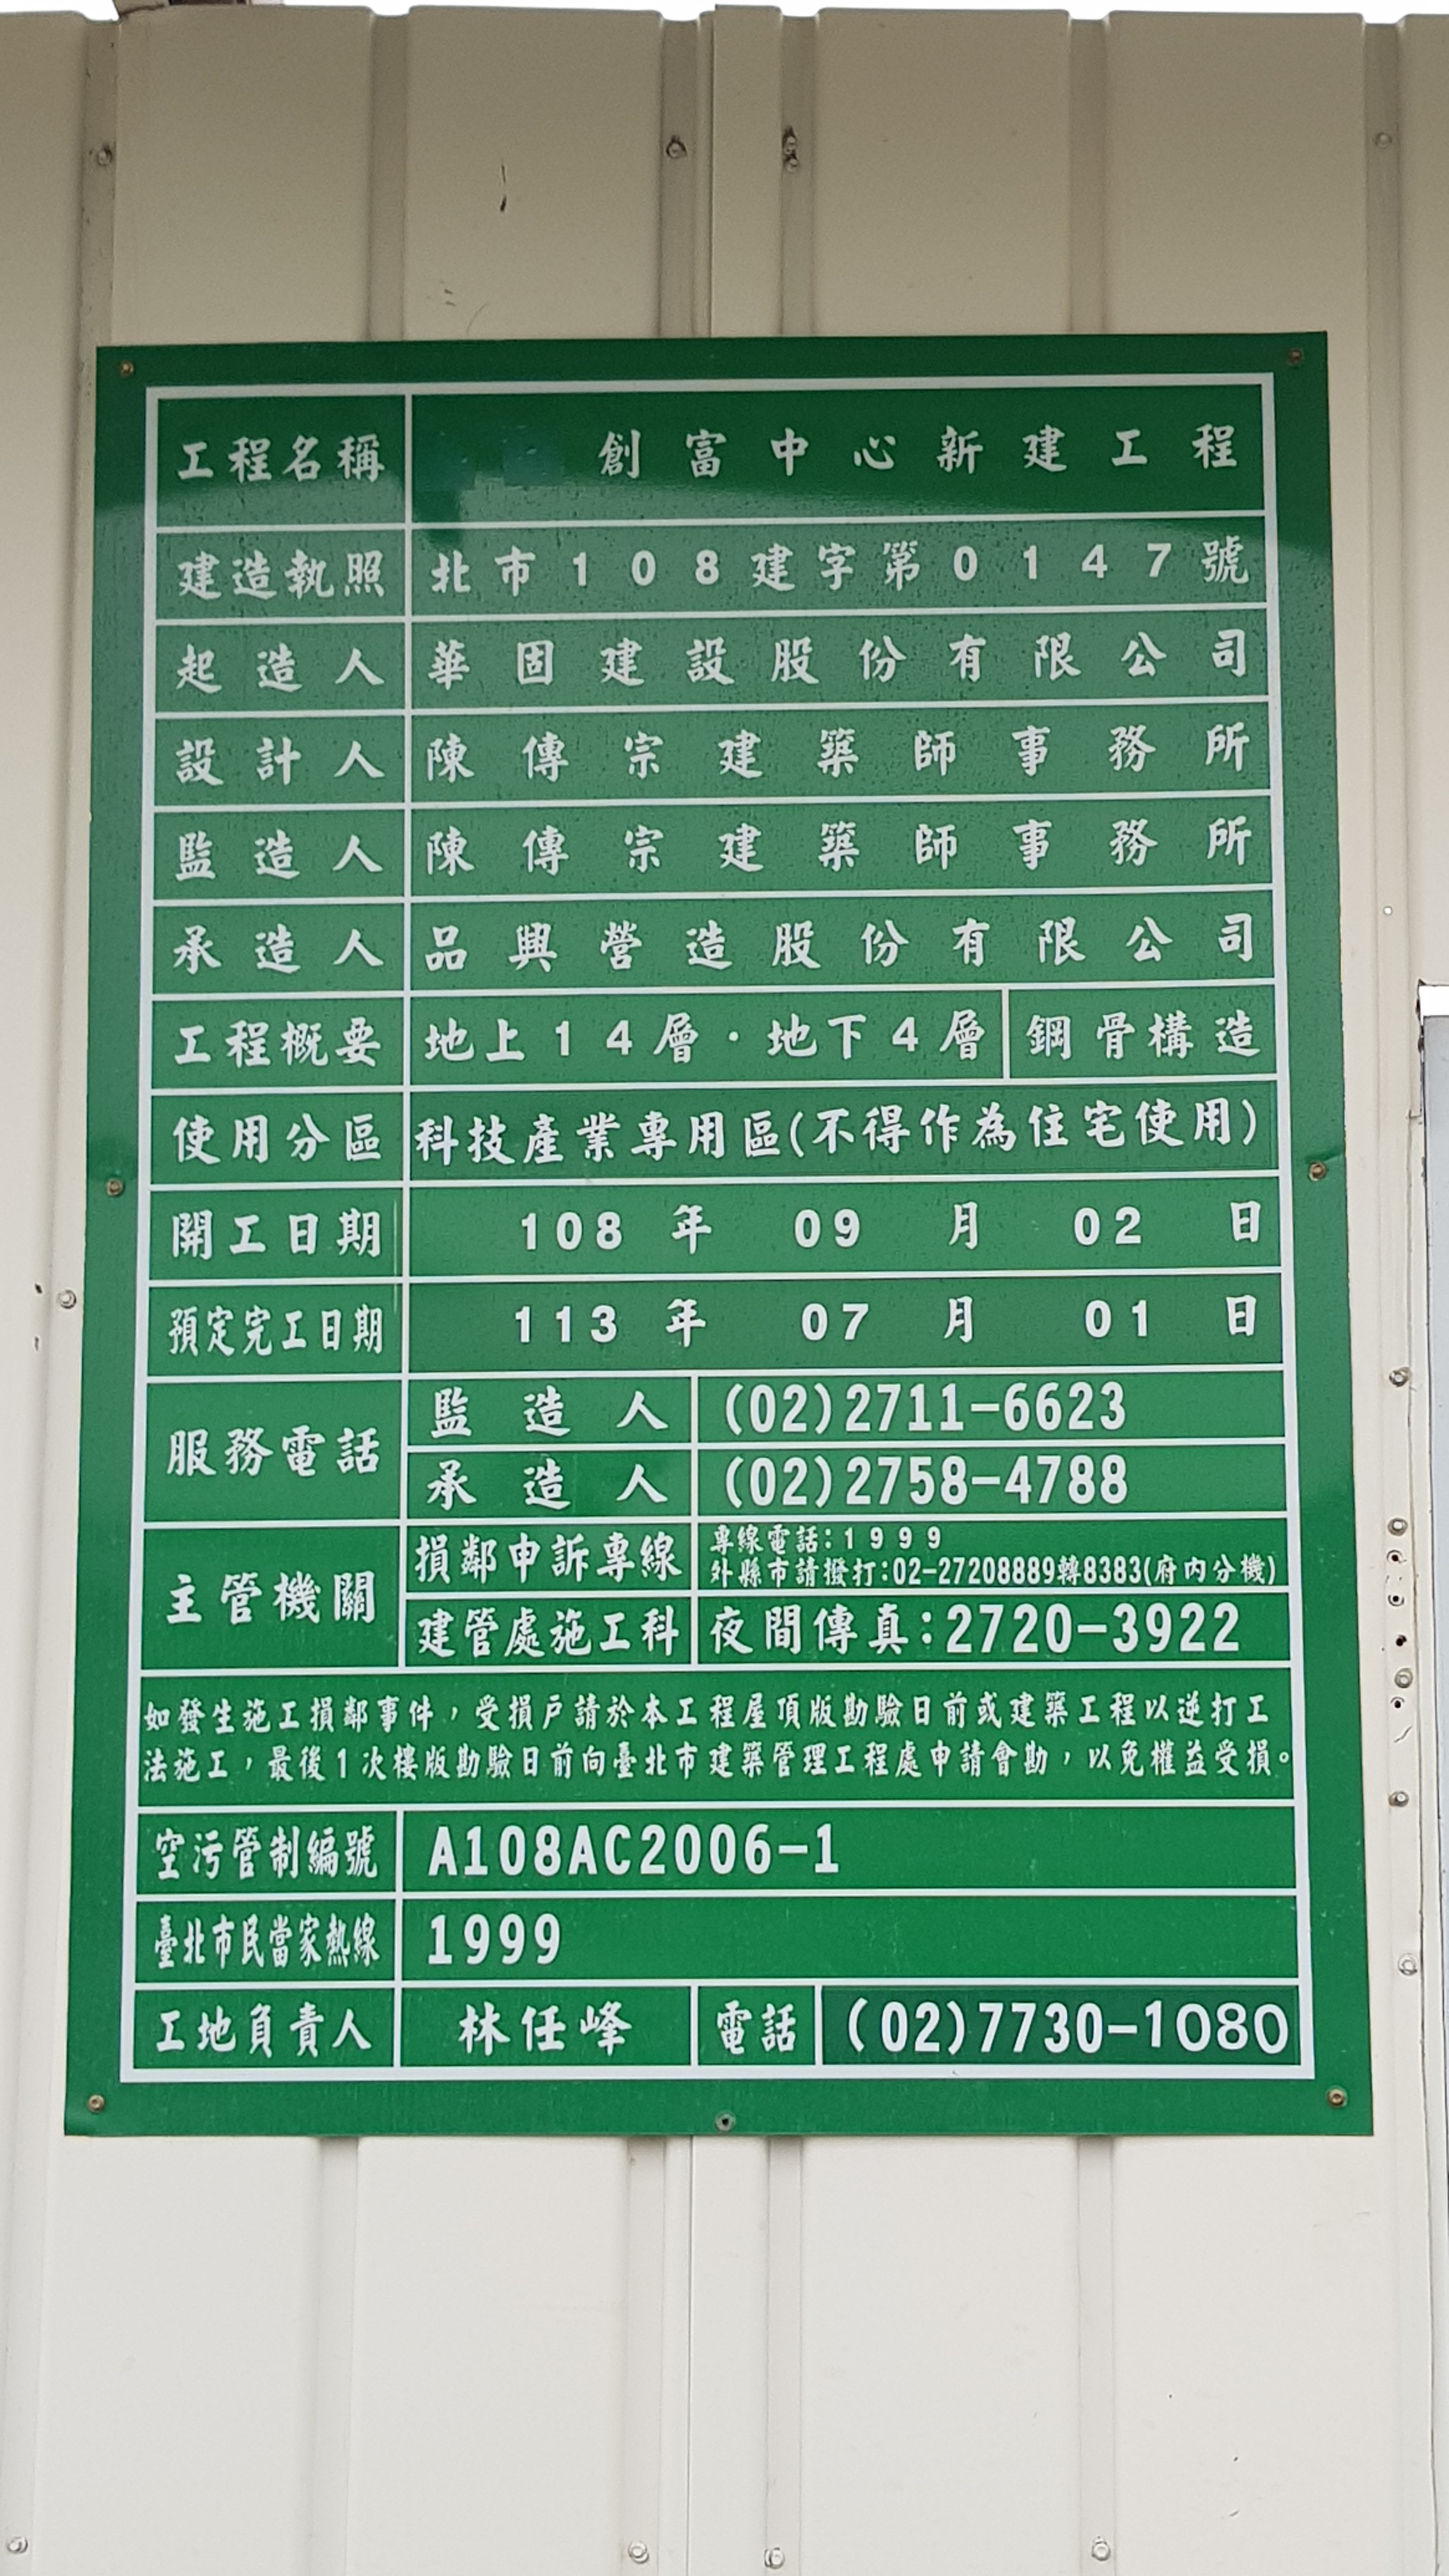 工程名稱 創富中心新建工程
建造執照 北市108建字第0147號
起造人 華固建設股份有限公司
設計人 陳傳宗建築師事務所
監造人 陳傳宗建築師事務所
承造人 品興營造股份有限公司
工程概要 地上14層·地下4層 鋼骨構造
使用分區 科技產業專用區(不得作為住宅使用)
開工日期 108年09月02日
預定完工日期 113年07月01日
服務電話
監造人 (02)2711-6623
承造人 (02)2758-4788
主管機關
損鄰申訴專線 專線電話:1999
外縣市請撥打:02-27208889轉8383(府內分機)
建管處施工科 夜間傳真:2720-3922
如發生施工損鄰事件，受損戶請於本工程屋頂版勘驗日前或建築工程以逆打工
法施工，最後1次樓版勘驗日前向臺北市建築管理工程處申請會勘，以免權益受損。
空污管制編號 A108AC2006-1
臺北市民當家熱線 1999
工地負責人 林任峰 電話 (02)7730-1080